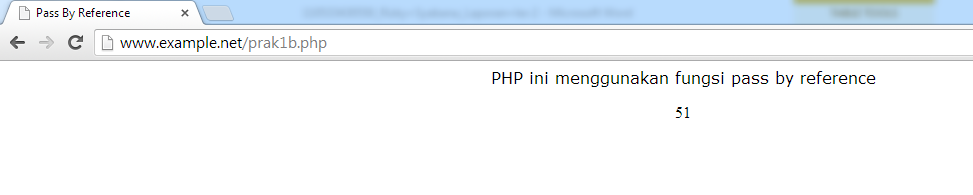 Pass By Reference
www.example.net/prak1b.php
PHP ini menggunakan fungsi pass by reference
51